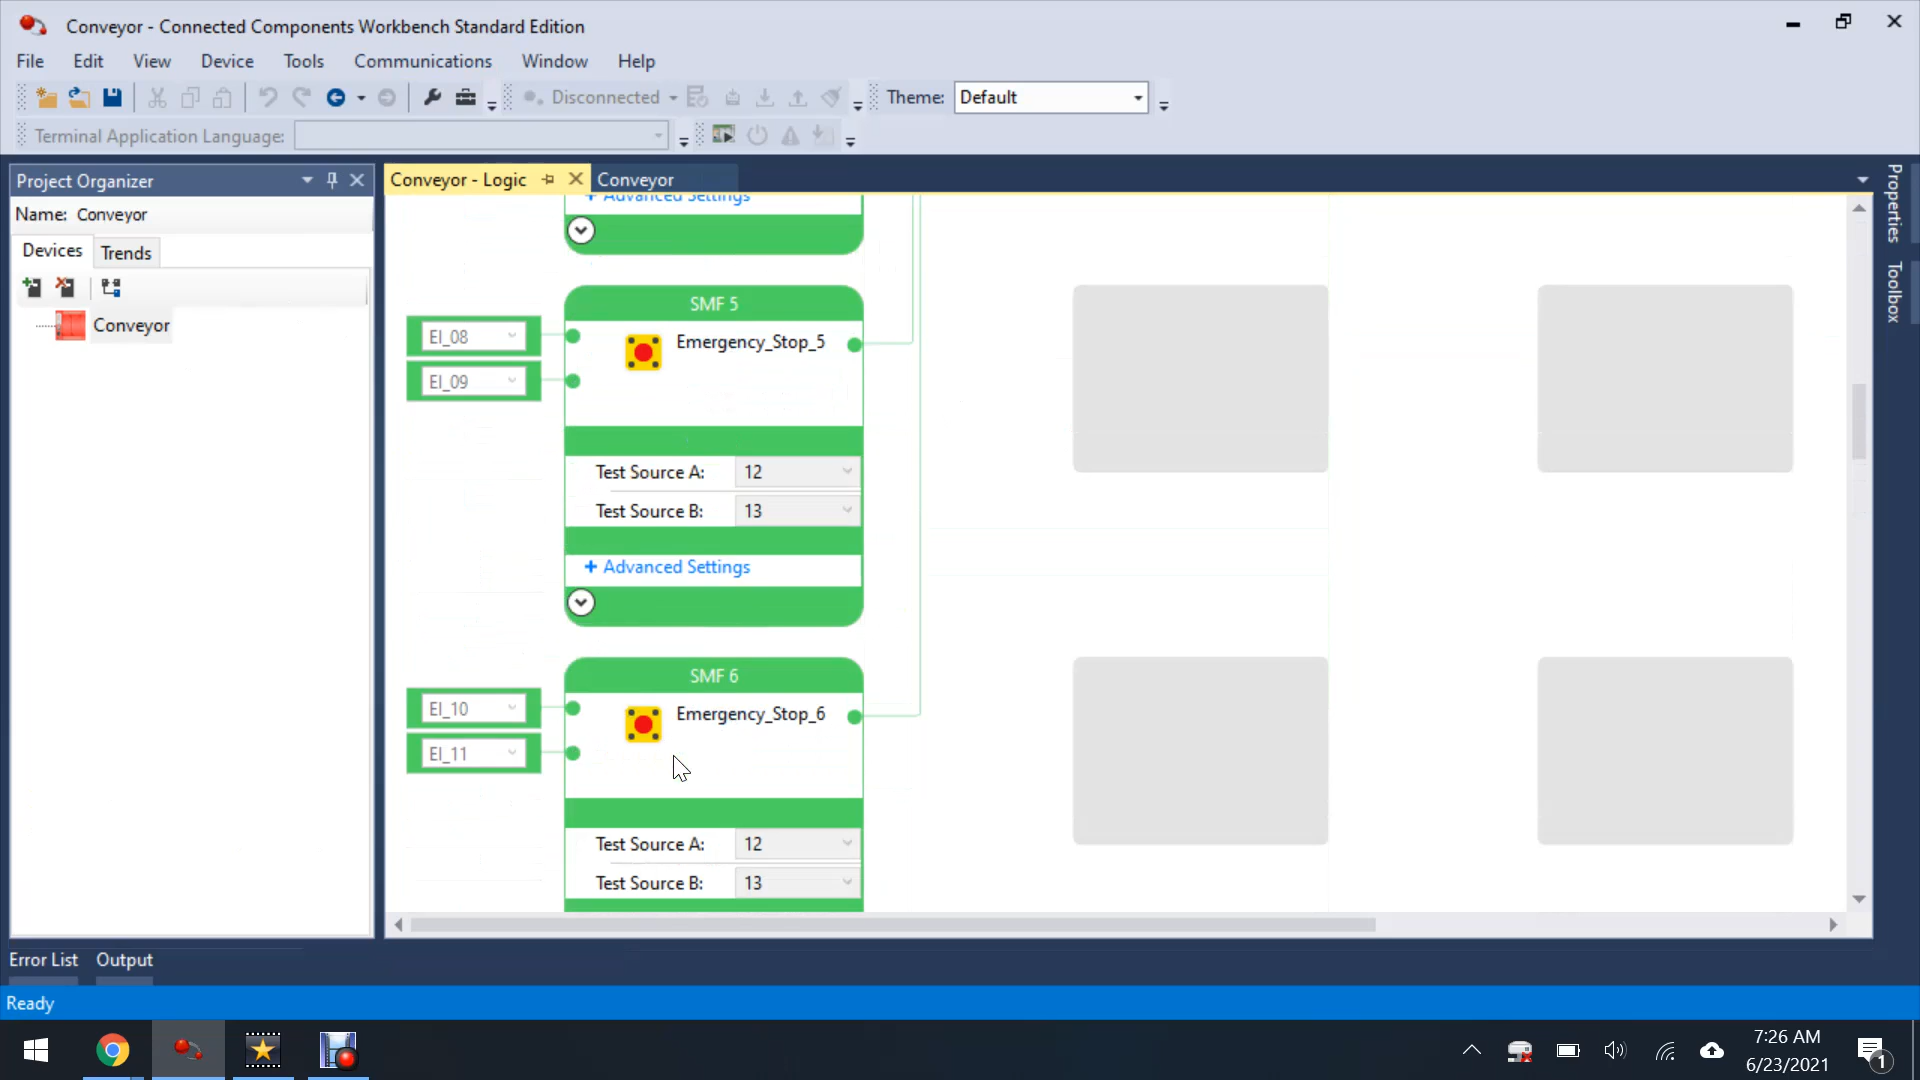 Conveyor - Connected Components Workbench Standard Edition
File Edit View Device Tools Communications Window Help
Disconnected Theme: Default
Terminal Application Language:
Project Organizer
Name: Conveyor
Devices Trends
Conveyor
Conveyor - Logic Conveyor
+ Advanced Settings
SMF 5
EI_08
EI_09
Emergency_Stop_5
Test Source A: 12
Test Source B: 13
+ Advanced Settings
SMF 6
EI_10
EI_11
Emergency_Stop_6
Test Source A: 12
Test Source B: 13
Properties
Toolbox
Error List Output
Ready
7:26 AM
6/23/2021
1